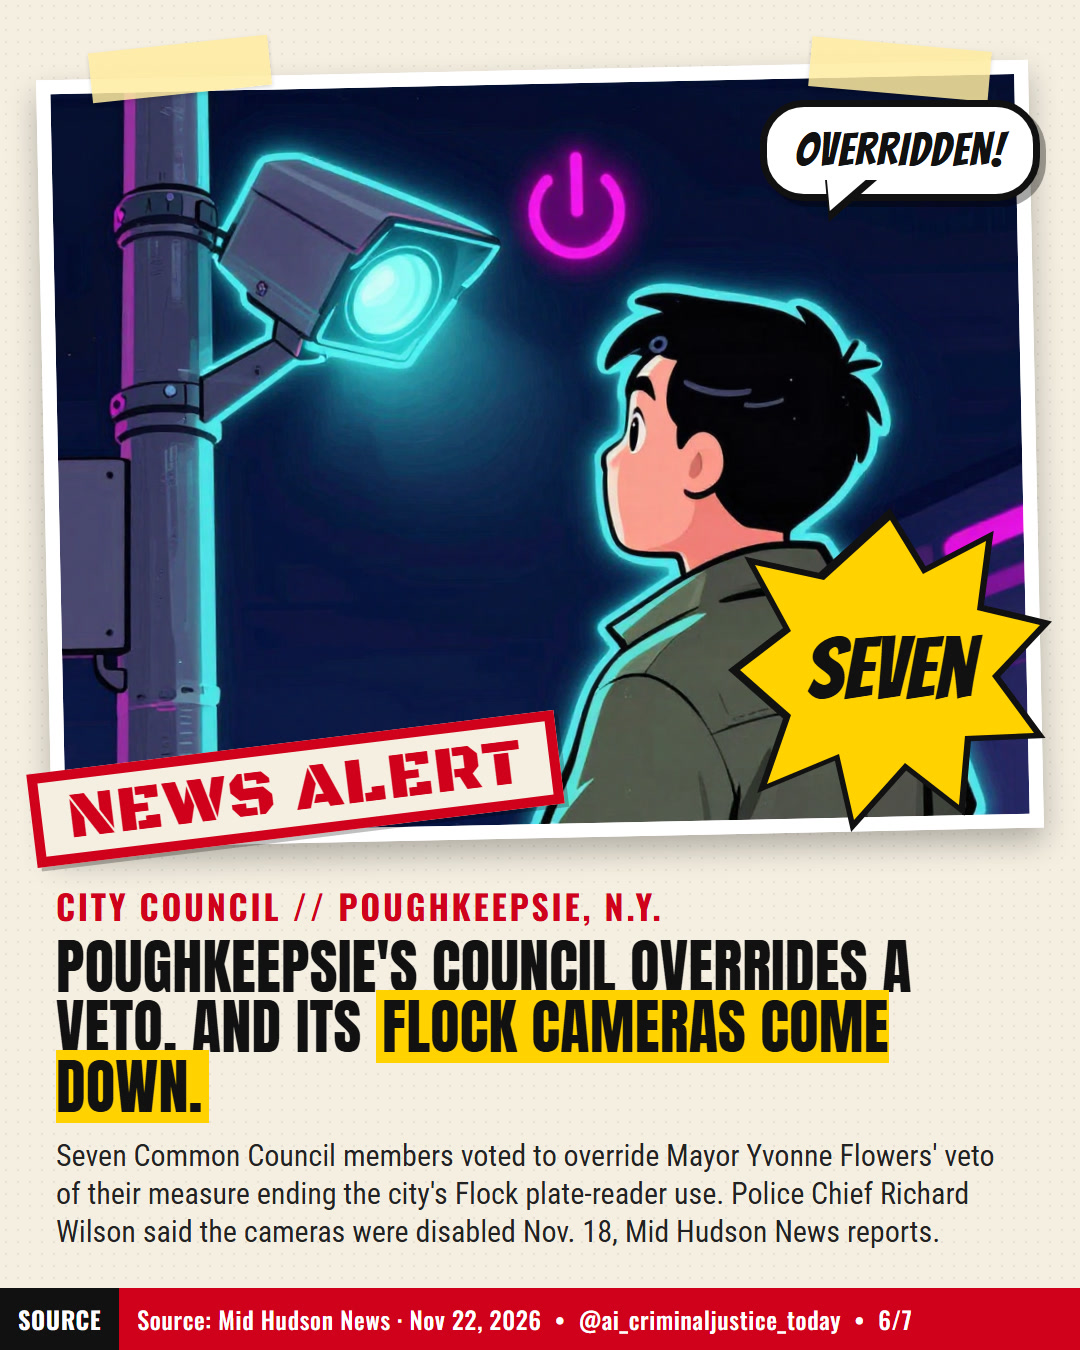 OVERRIDDEN!
SEVEN
NEWS ALERT
CITY COUNCIL // POUGHKEEPSIE, N.Y.
POUGHKEEPSIE'S COUNCIL OVERRIDES A
VETO, AND ITS FLOCK CAMERAS COME
DOWN.
Seven Common Council members voted to override Mayor Yvonne Flowers' veto
of their measure ending the city's Flock plate-reader use. Police Chief Richard
Wilson said the cameras were disabled Nov. 18, Mid Hudson News reports.
SOURCE Source: Mid Hudson News · Nov 22, 2026 • @ai_criminaljustice_today • 6/7